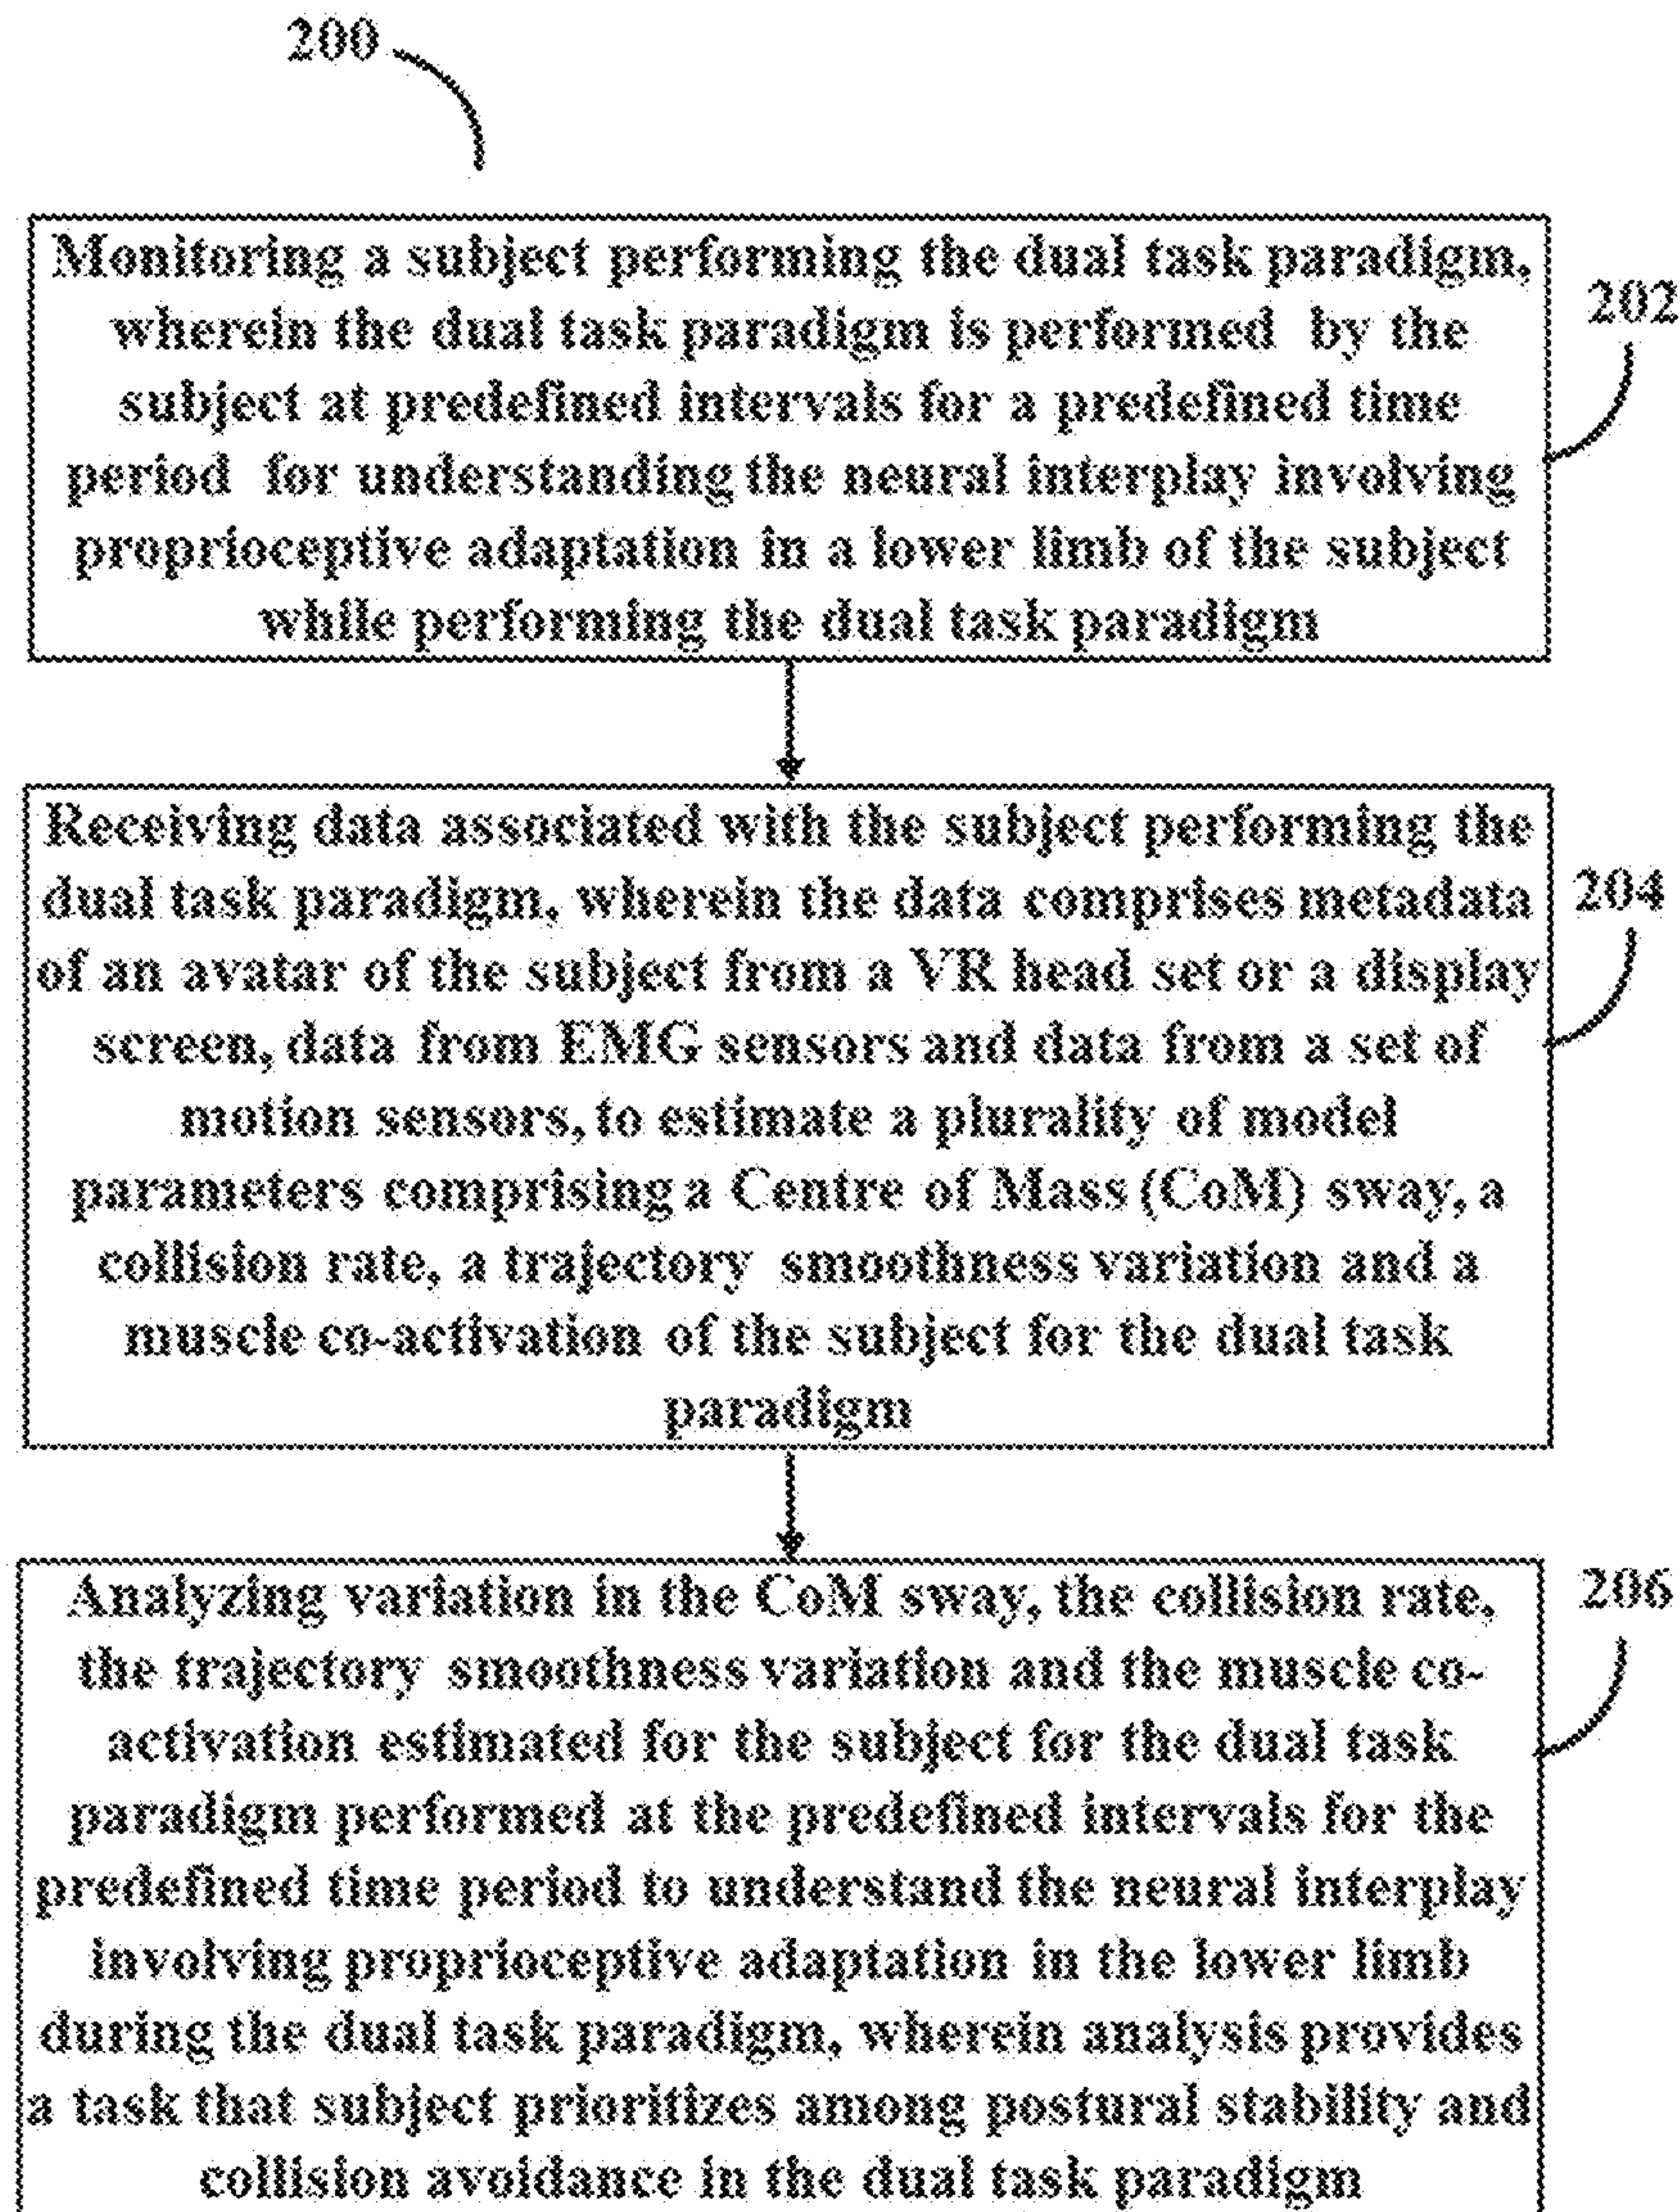 200
Monitoring a subject performing the dual task paradigm,
wherein the dual task paradigm is performed by the
subject at predefined intervals for a predefined time
period for understanding the neural interplay involving
proprioceptive adaptation in a lower limb of the subject
while performing the dual task paradigm
202
Receiving data associated with the subject performing the
dual task paradigm, wherein the data comprises metadata
of an avatar of the subject from a VR head set or a display
screen, data from EMG sensors and data from a set of
motion sensors, to estimate a plurality of model
parameters comprising a Centre of Mass (CoM) sway, a
collision rate, a trajectory smoothness variation and a
muscle co-activation of the subject for the dual task
paradigm
204
Analyzing variation in the CoM sway, the collision rate,
the trajectory smoothness variation and the muscle co-
activation estimated for the subject for the dual task
paradigm performed at the predefined intervals for the
predefined time period to understand the neural interplay
involving proprioceptive adaptation in the lower limb
during the dual task paradigm, wherein analysis provides
a task that subject prioritizes among postural stability and
collision avoidance in the dual task paradigm
206